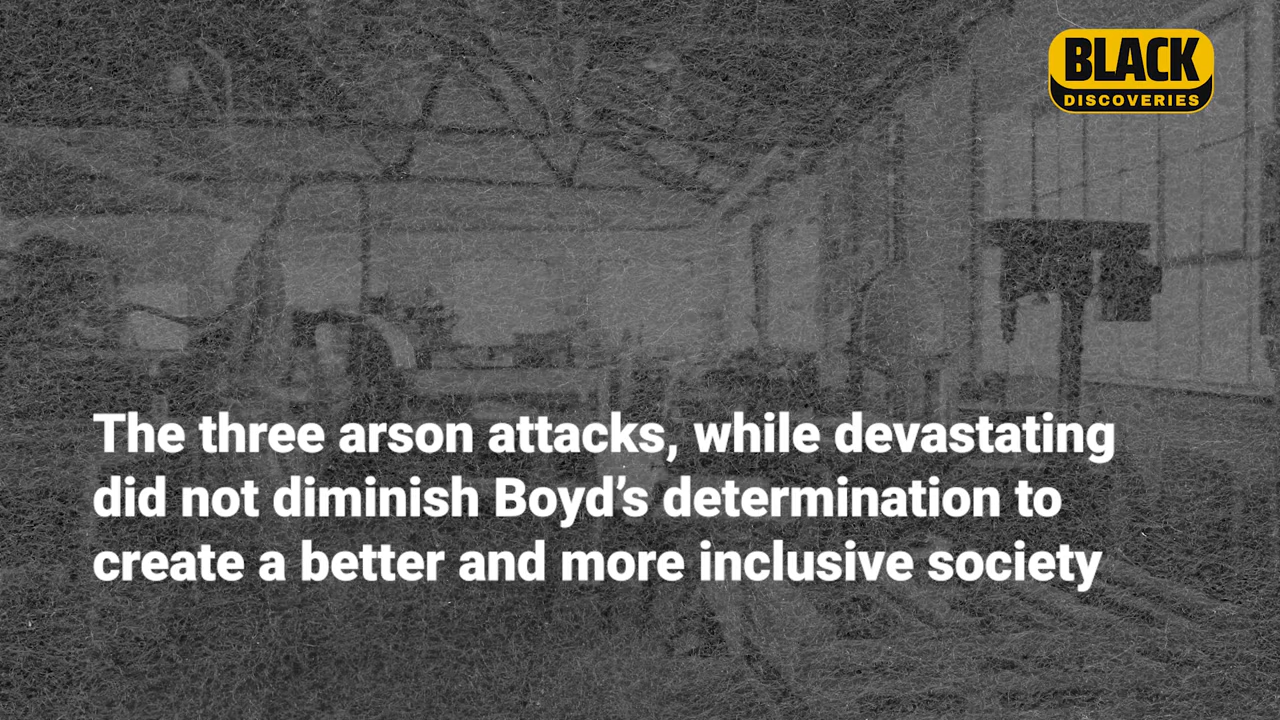 BLACK
DISCOVERIES
The three arson attacks, while devastating
did not diminish Boyd’s determination to
create a better and more inclusive society